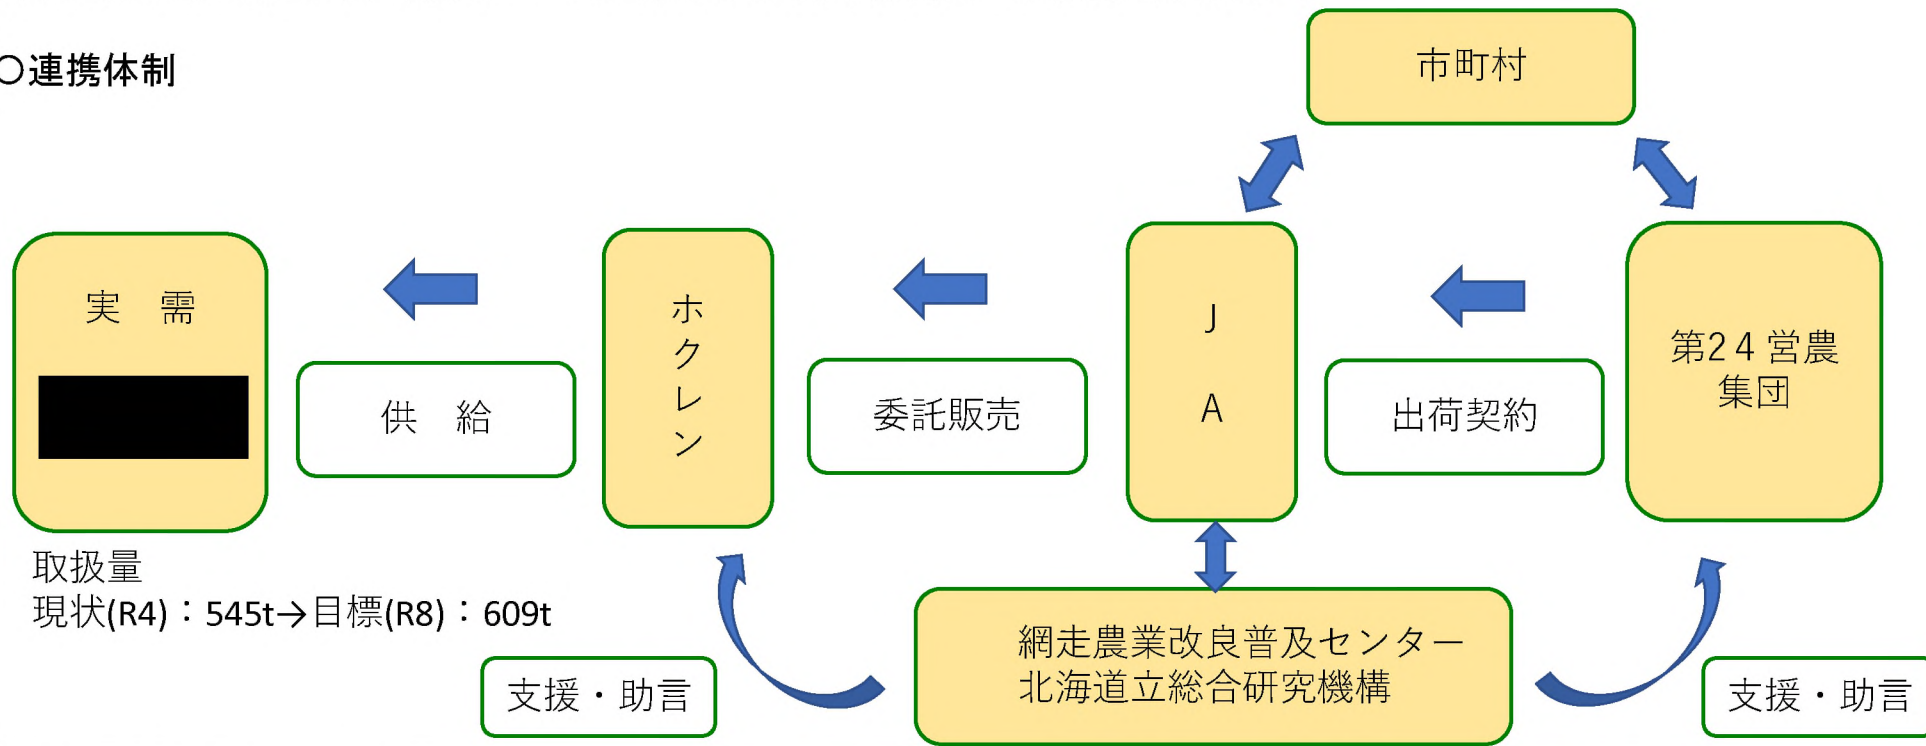 ○連携体制
市町村
実　需
供　給
ホクレン
委託販売
JA
出荷契約
第24営農
集団
取扱量
現状(R4)：545t→目標(R8)：609t
支援・助言
網走農業改良普及センター
北海道立総合研究機構
支援・助言